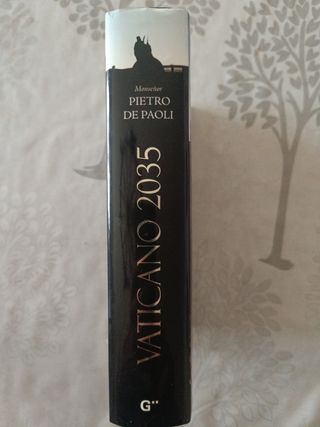 Monseñor
PIETRO
DE PAOLI
VATICANO 2035
G